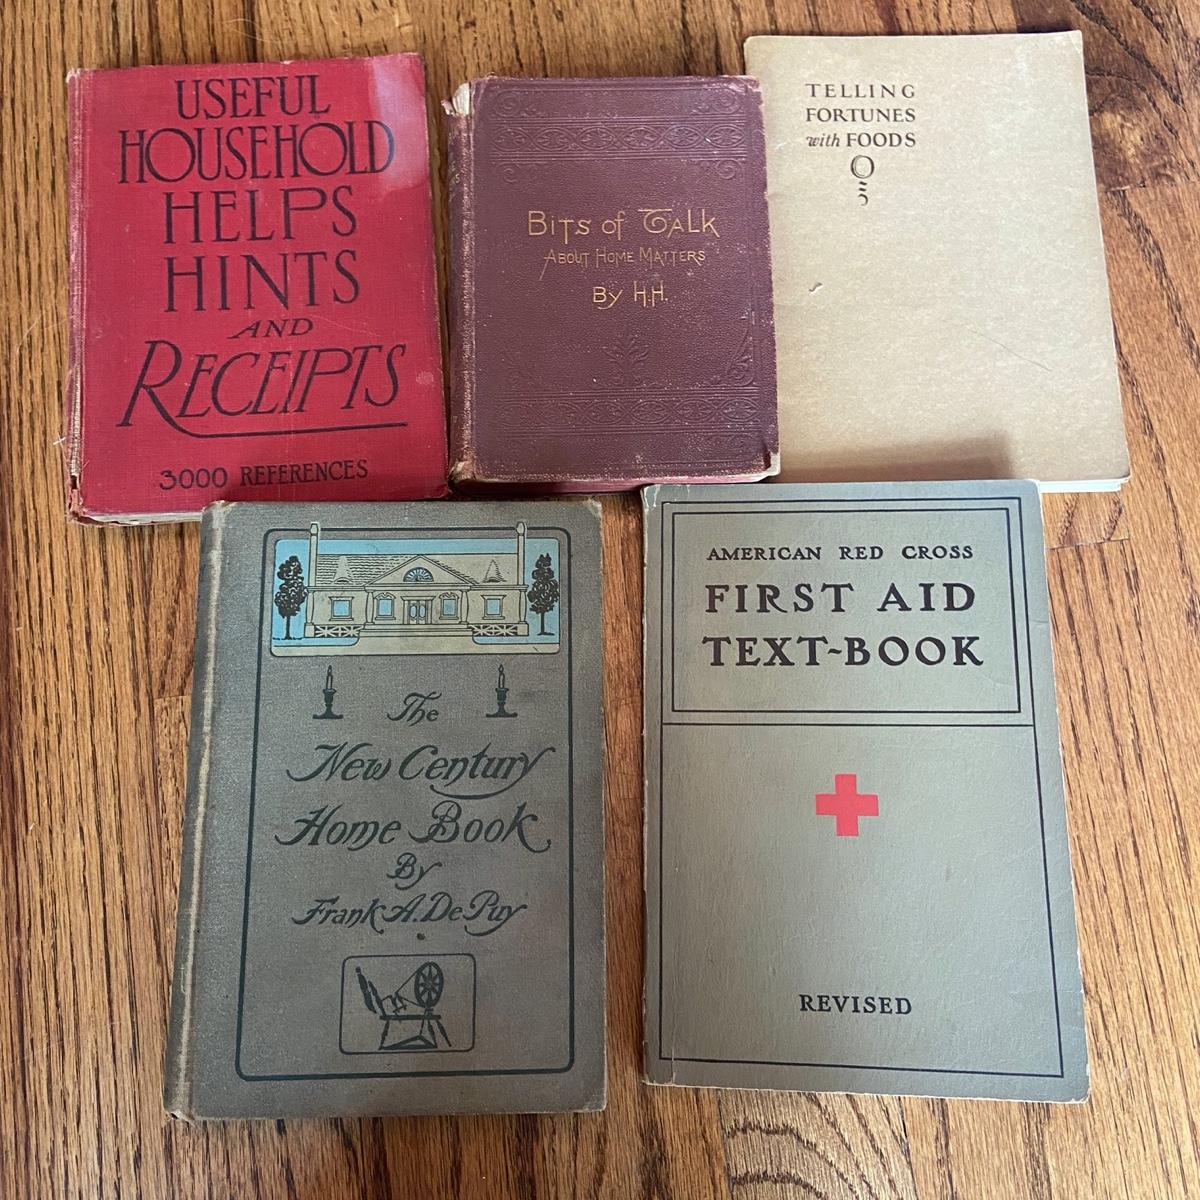 USEFUL
HOUSEHOLD
HELPS
HINTS
AND
RECEIPTS
3000 REFERENCES
BITS of TALK
ABOUT HOME MATTERS
By H.H.
TELLING
FORTUNES
with FOODS
The
New Century
Home Book
By
Frank A. De Puy
AMERICAN RED CROSS
FIRST AID
TEXT-BOOK
REVISED